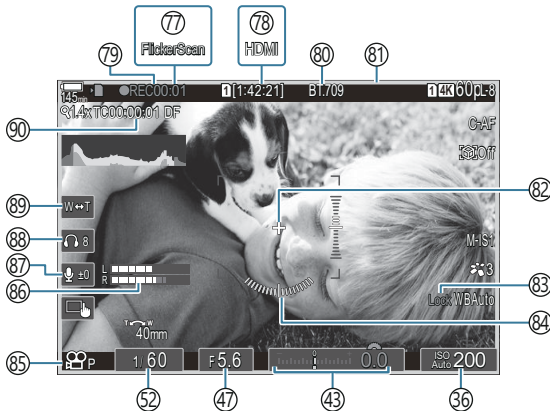 77 78
FlickerScan HDMI
79 80 81
145min REC00:01 1[1:42:21] BT.709 1 4K 60p L-8
1.4x TC00:00:01 DF
90
C-AF
Off
82
89 W↔T
88 8
M-IS1
87 ±0
L
R
3
86
Lock WBAuto
83
84
T W
40mm
85 P 1/60 F5.6 0 0.0 ISO Auto 200
52 47 43 36